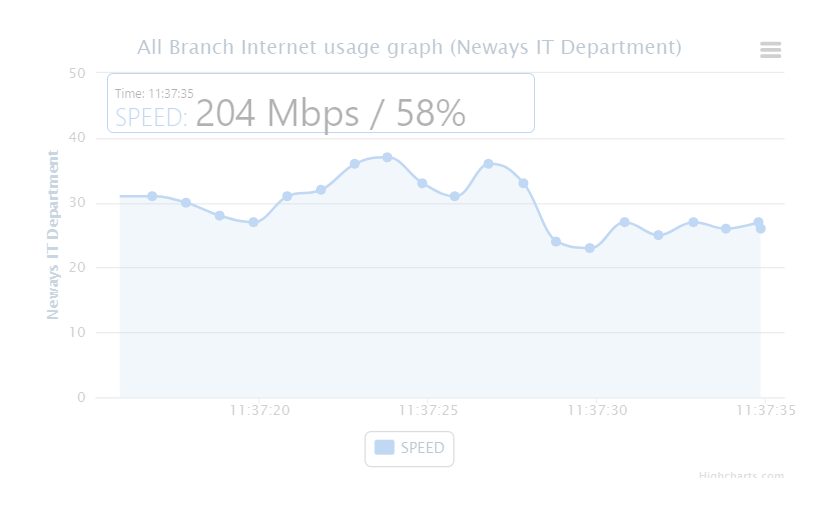 All Branch Internet usage graph (Neways IT Department)
50
Time: 11:37:35
SPEED: 204 Mbps / 58%
40
30
20
10
0
Neways IT Department
11:37:20 11:37:25 11:37:30 11:37:35
SPEED
Highcharts.com